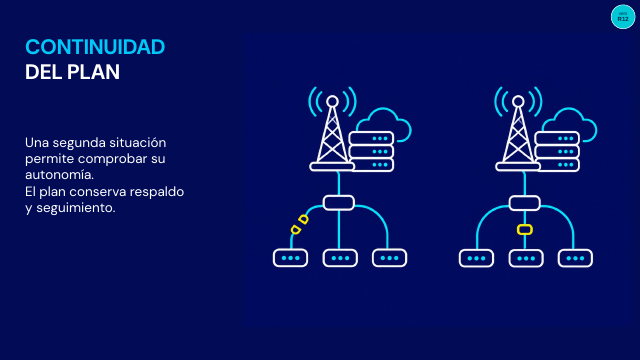 CONTINUIDAD
DEL PLAN
Una segunda situación
permite comprobar su
autonomía.
El plan conserva respaldo
y seguimiento.
R12